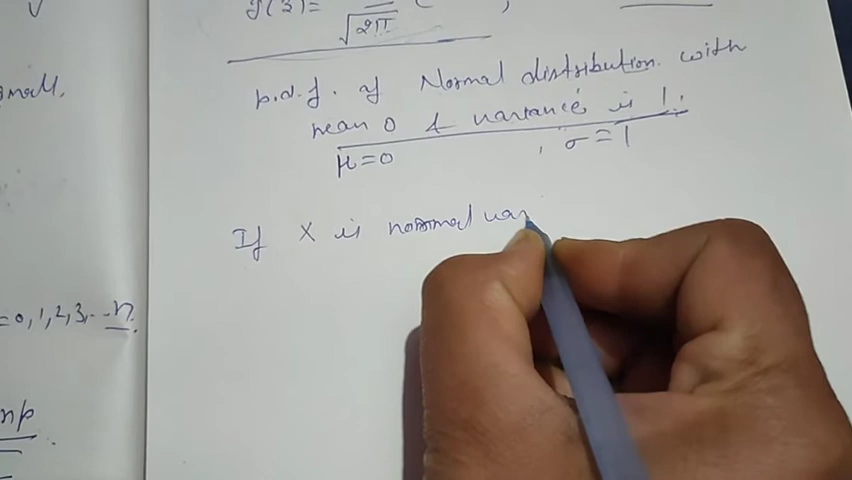 √2π
p.d.f. of Normal distribution with
mean 0 & variance is 1.
μ=0 , σ=1
If X is normal var
=0,1,2,3,...n.
np